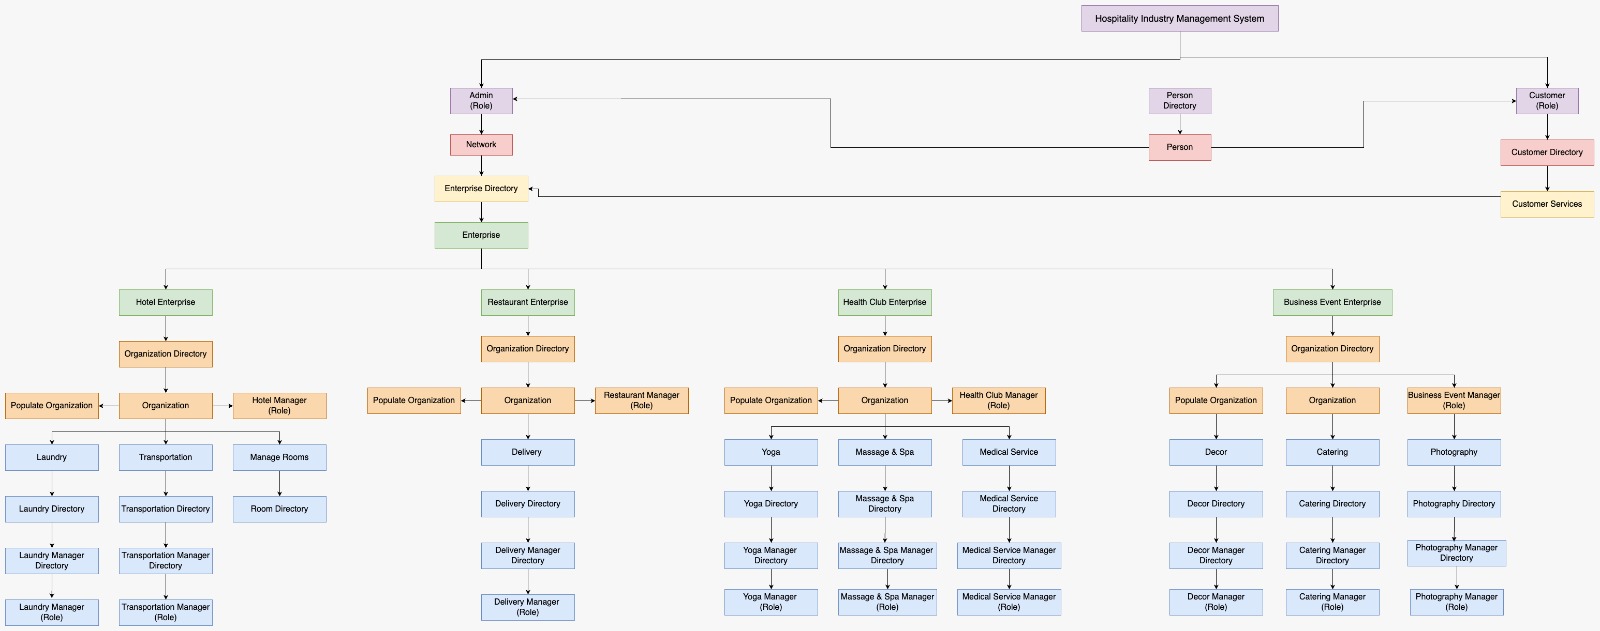 Hospitality Industry Management System
Admin
(Role)
Person
Directory
Customer
(Role)
Network
Person
Customer Directory
Enterprise Directory
Customer Services
Enterprise
Hotel Enterprise
Restaurant Enterprise
Health Club Enterprise
Business Event Enterprise
Organization Directory
Organization Directory
Organization Directory
Organization Directory
Populate Organization
Organization
Hotel Manager
(Role)
Populate Organization
Organization
Restaurant Manager
(Role)
Populate Organization
Organization
Health Club Manager
(Role)
Populate Organization
Organization
Business Event Manager
(Role)
Laundry
Transportation
Manage Rooms
Delivery
Yoga
Massage & Spa
Medical Service
Decor
Catering
Photography
Laundry Directory
Transportation Directory
Room Directory
Delivery Directory
Yoga Directory
Massage & Spa
Directory
Medical Service
Directory
Decor Directory
Catering Directory
Photography Directory
Laundry Manager
Directory
Transportation Manager
Directory
Delivery Manager
Directory
Yoga Manager
Directory
Massage & Spa Manager
Directory
Medical Service Manager
Directory
Decor Manager
Directory
Catering Manager
Directory
Photography Manager
Directory
Laundry Manager
(Role)
Transportation Manager
(Role)
Delivery Manager
(Role)
Yoga Manager
(Role)
Massage & Spa Manager
(Role)
Medical Service Manager
(Role)
Decor Manager
(Role)
Catering Manager
(Role)
Photography Manager
(Role)